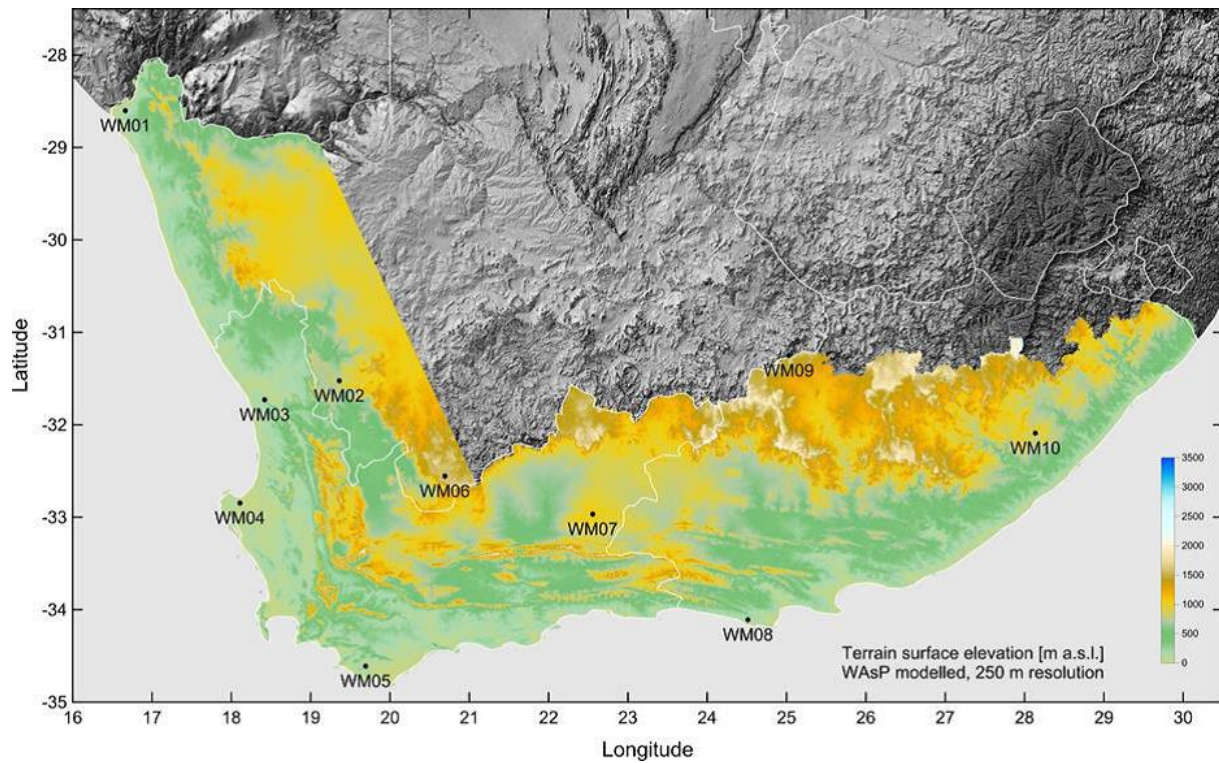 -28
-29
-30
-31
-32
-33
-34
-35
Latitude
WM01
WM02
WM03
WM04
WM05
WM06
WM07
WM08
WM09
WM10
3500
3000
2500
2000
1500
1000
500
0
Terrain surface elevation [m a.s.l.]
WAsP modelled, 250 m resolution
16 17 18 19 20 21 22 23 24 25 26 27 28 29 30
Longitude